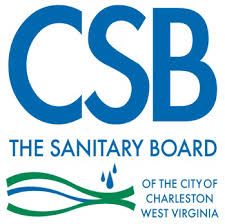 CSB
THE SANITARY BOARD
OF THE CITY OF
CHARLESTON
WEST VIRGINIA